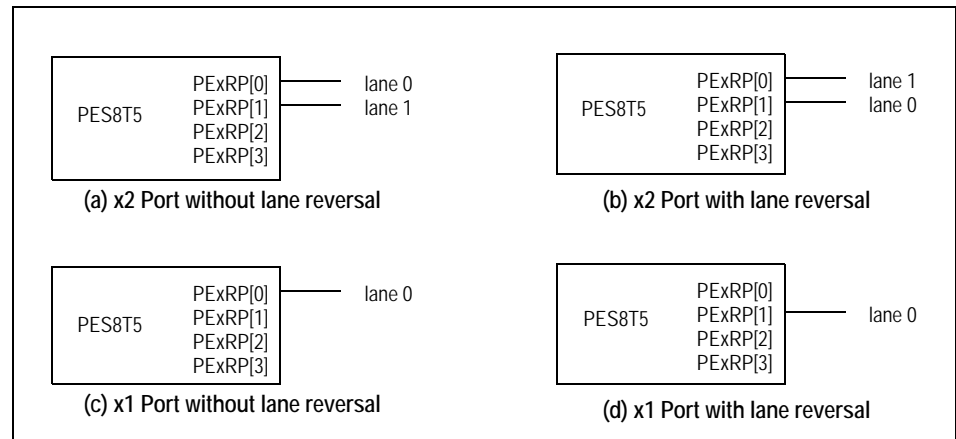 PES8T5
PExRP[0] lane 0
PExRP[1] lane 1
PExRP[2]
PExRP[3]
(a) x2 Port without lane reversal
PES8T5
PExRP[0] lane 1
PExRP[1] lane 0
PExRP[2]
PExRP[3]
(b) x2 Port with lane reversal
PES8T5
PExRP[0] lane 0
PExRP[1]
PExRP[2]
PExRP[3]
(c) x1 Port without lane reversal
PES8T5
PExRP[0]
PExRP[1] lane 0
PExRP[2]
PExRP[3]
(d) x1 Port with lane reversal